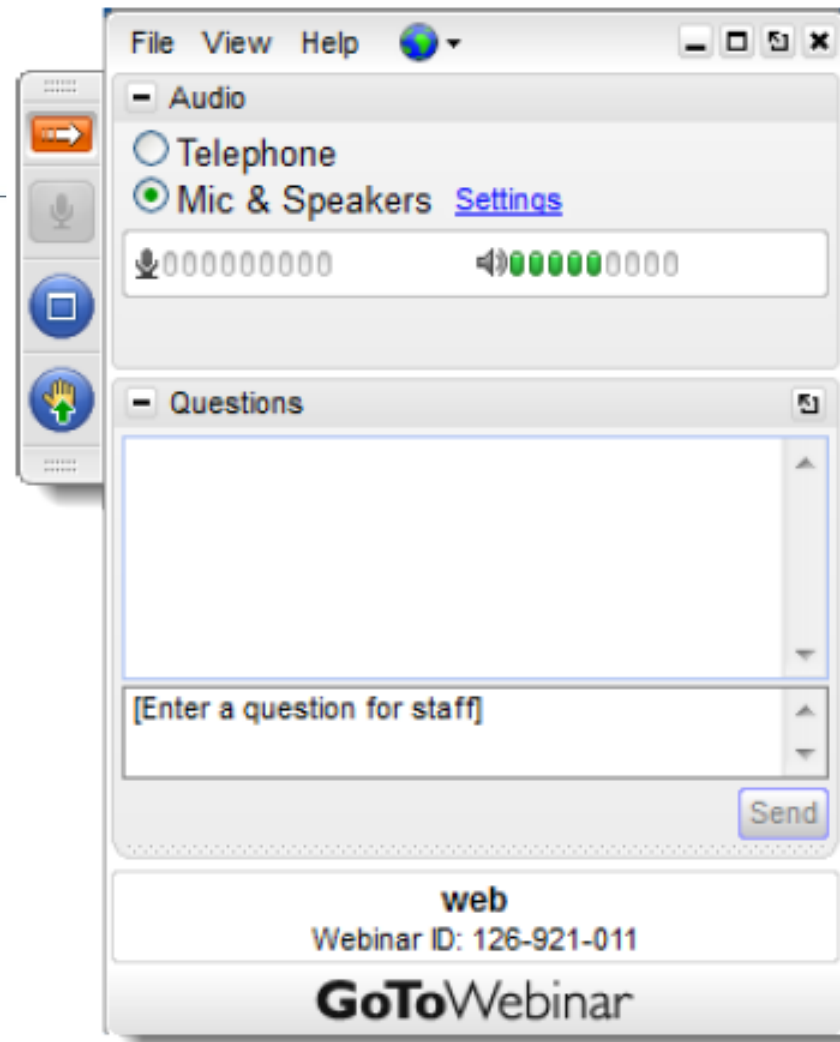 File View Help
Audio
Telephone
Mic & Speakers Settings
Questions
[Enter a question for staff]
Send
web
Webinar ID: 126-921-011
GoToWebinar